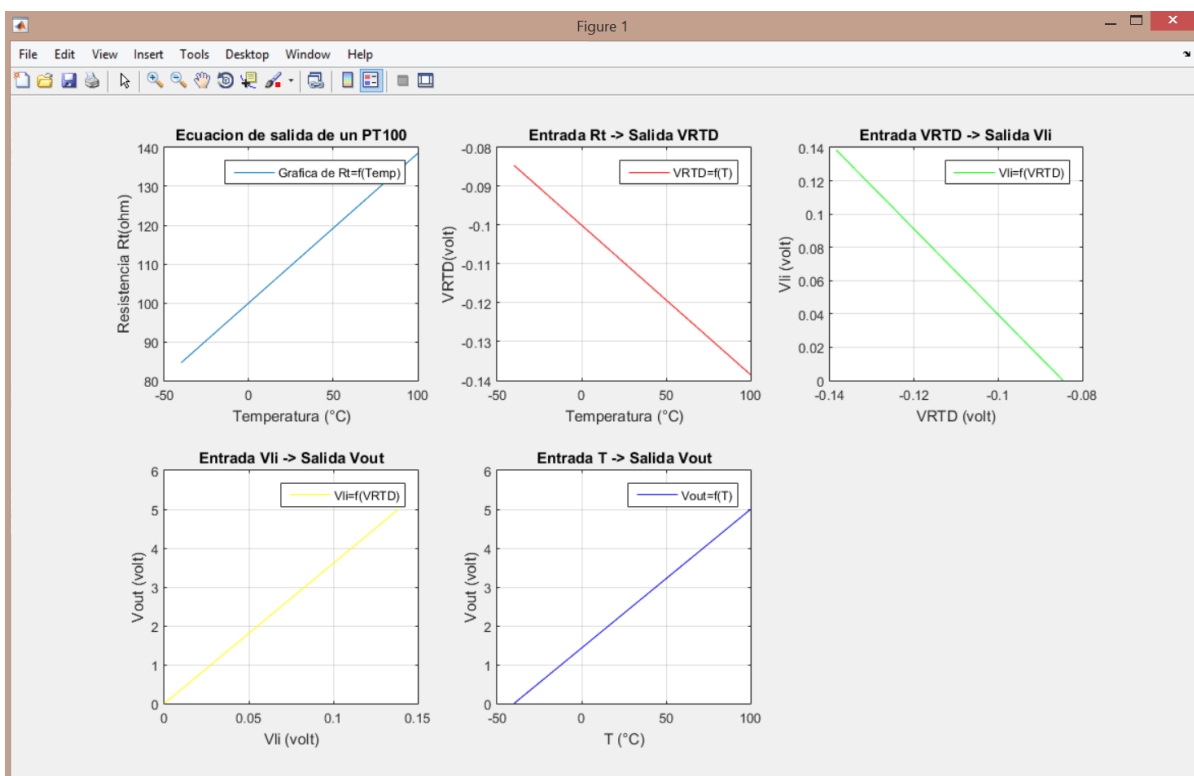 Figure 1
File Edit View Insert Tools Desktop Window Help
Ecuacion de salida de un PT100
Grafica de Rt=f(Temp)
Resistencia Rt(ohm)
140
130
120
110
100
90
80
-50 0 50 100
Temperatura (°C)
Entrada Rt -> Salida VRTD
VRTD=f(T)
VRTD(volt)
-0.08
-0.09
-0.1
-0.11
-0.12
-0.13
-0.14
-50 0 50 100
Temperatura (°C)
Entrada VRTD -> Salida Vli
Vli=f(VRTD)
Vli (volt)
0.14
0.12
0.1
0.08
0.06
0.04
0.02
0
-0.14 -0.12 -0.1 -0.08
VRTD (volt)
Entrada Vli -> Salida Vout
Vli=f(VRTD)
Vout (volt)
6
5
4
3
2
1
0
0 0.05 0.1 0.15
Vli (volt)
Entrada T -> Salida Vout
Vout=f(T)
Vout (volt)
6
5
4
3
2
1
0
-50 0 50 100
T (°C)